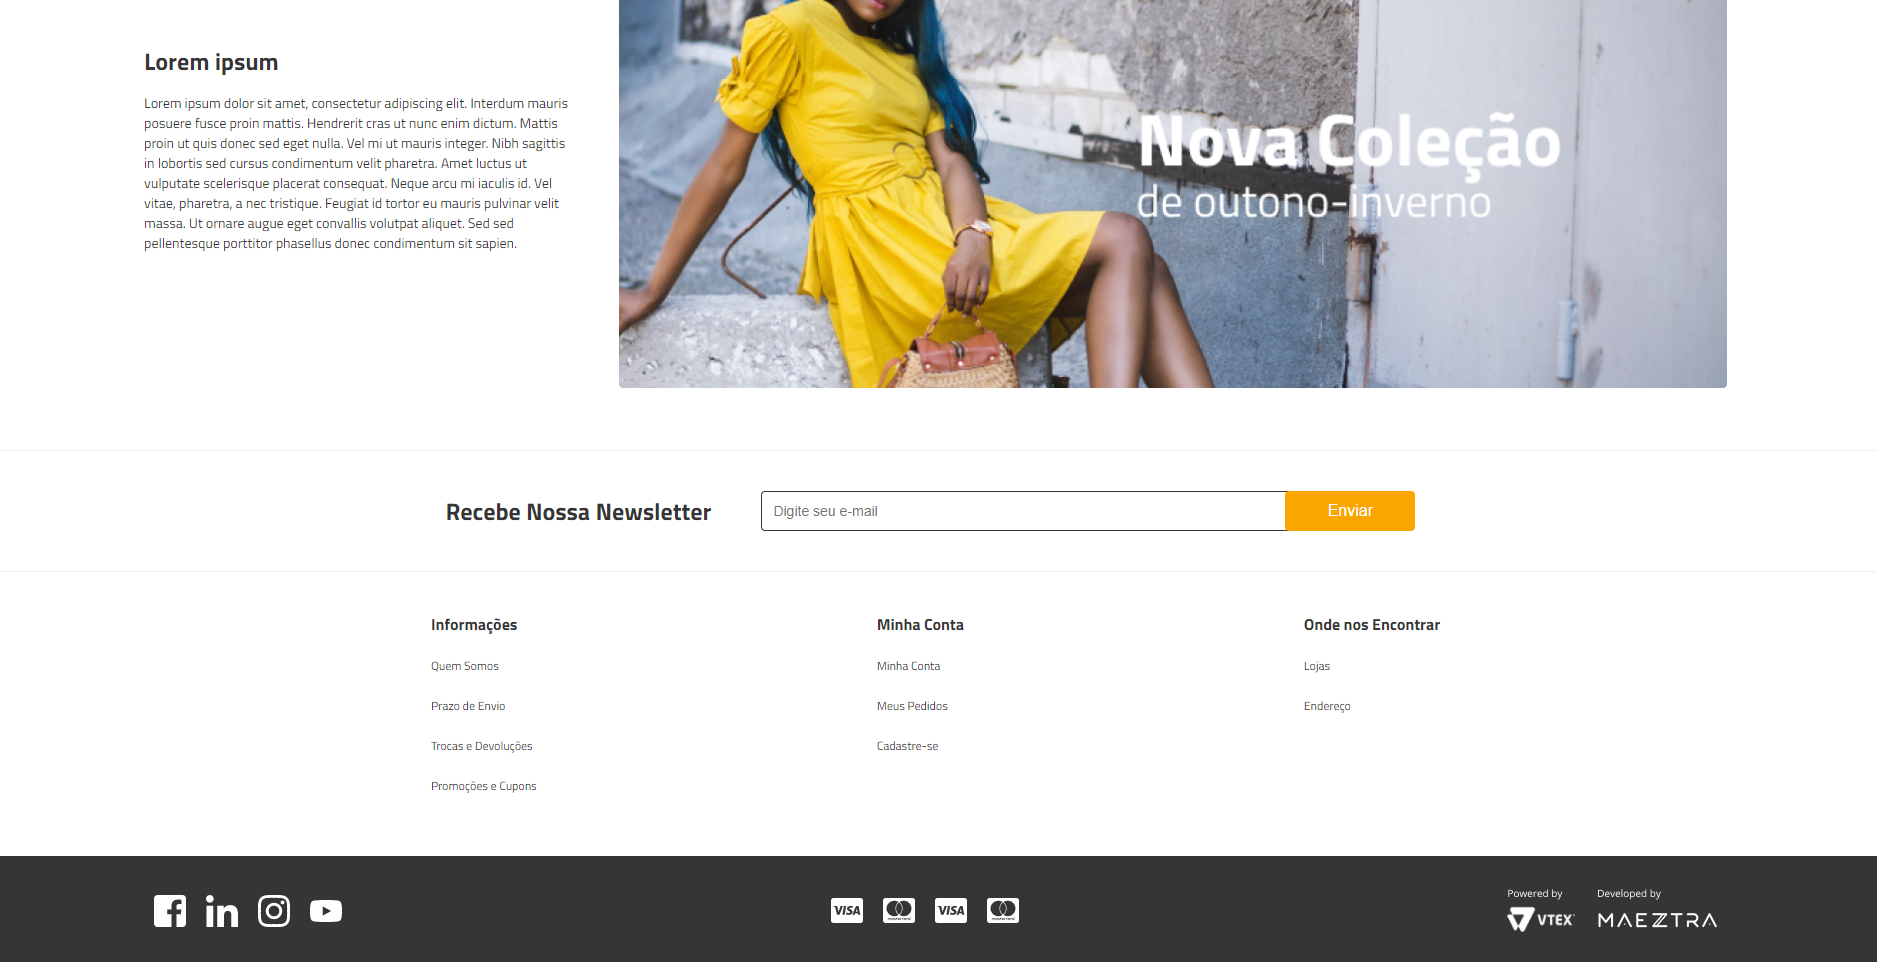 Lorem ipsum
Lorem ipsum dolor sit amet, consectetur adipiscing elit. Interdum mauris
posuere fusce proin mattis. Hendrerit cras ut nunc enim dictum. Mattis
proin ut quis donec sed eget nulla. Vel mi ut mauris integer. Nibh sagittis
in lobortis sed cursus condimentum velit pharetra. Amet luctus ut
vulputate scelerisque placerat consequat. Neque arcu mi iaculis id. Vel
vitae, pharetra, a nec tristique. Feugiat id tortor eu mauris pulvinar velit
massa. Ut ornare augue eget convallis volutpat aliquet. Sed sed
pellentesque porttitor phasellus donec condimentum sit sapien.
Nova Coleção
de outono-inverno
Recebe Nossa Newsletter
Digite seu e-mail
Enviar
Informações
Quem Somos
Prazo de Envio
Trocas e Devoluções
Promoções e Cupons
Minha Conta
Minha Conta
Meus Pedidos
Cadastre-se
Onde nos Encontrar
Lojas
Endereço
in
VISA
mastercard
VISA
mastercard
Powered by
VTEX
Developed by
MAEZTRA